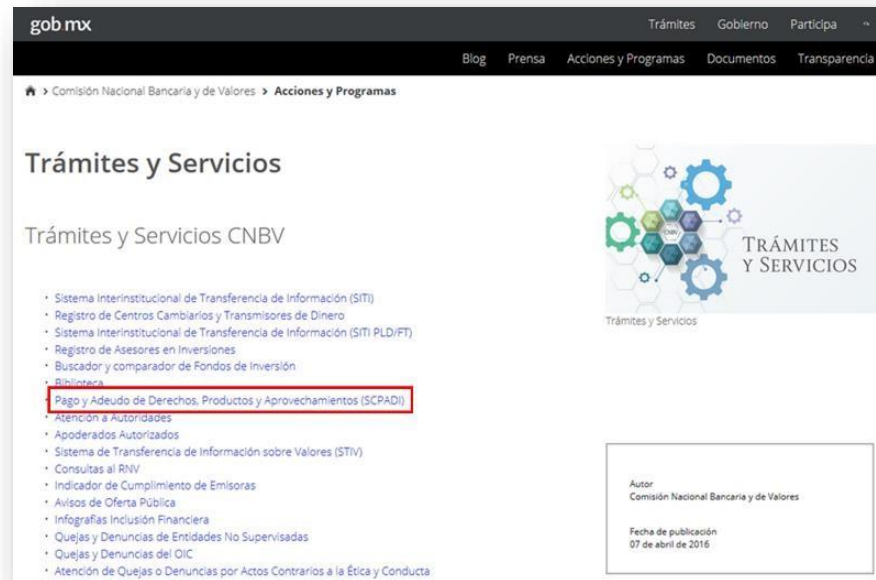 gob.mx
Trámites Gobierno Participa
Blog Prensa Acciones y Programas Documentos Transparencia
> Comisión Nacional Bancaria y de Valores > Acciones y Programas
Trámites y Servicios
Trámites y Servicios CNBV
• Sistema Interinstitucional de Transferencia de Información (SITI)
• Registro de Centros Cambiarios y Transmisores de Dinero
• Sistema Interinstitucional de Transferencia de Información (SITI PLD/FT)
• Registro de Asesores en Inversiones
• Buscador y comparador de Fondos de Inversión
• Biblioteca
• Pago y Adeudo de Derechos, Productos y Aprovechamientos (SCPADI)
• Atención a Autoridades
• Apoderados Autorizados
• Sistema de Transferencia de Información sobre Valores (STIV)
• Consultas al RNV
• Indicador de Cumplimiento de Emisoras
• Avisos de Oferta Pública
• Infografías Inclusión Financiera
• Quejas y Denuncias de Entidades No Supervisadas
• Quejas y Denuncias del OIC
• Atención de Quejas o Denuncias por Actos Contrarios a la Ética y Conducta
CNBV
TRÁMITES
Y SERVICIOS
Trámites y Servicios
Autor
Comisión Nacional Bancaria y de Valores
Fecha de publicación
07 de abril de 2016